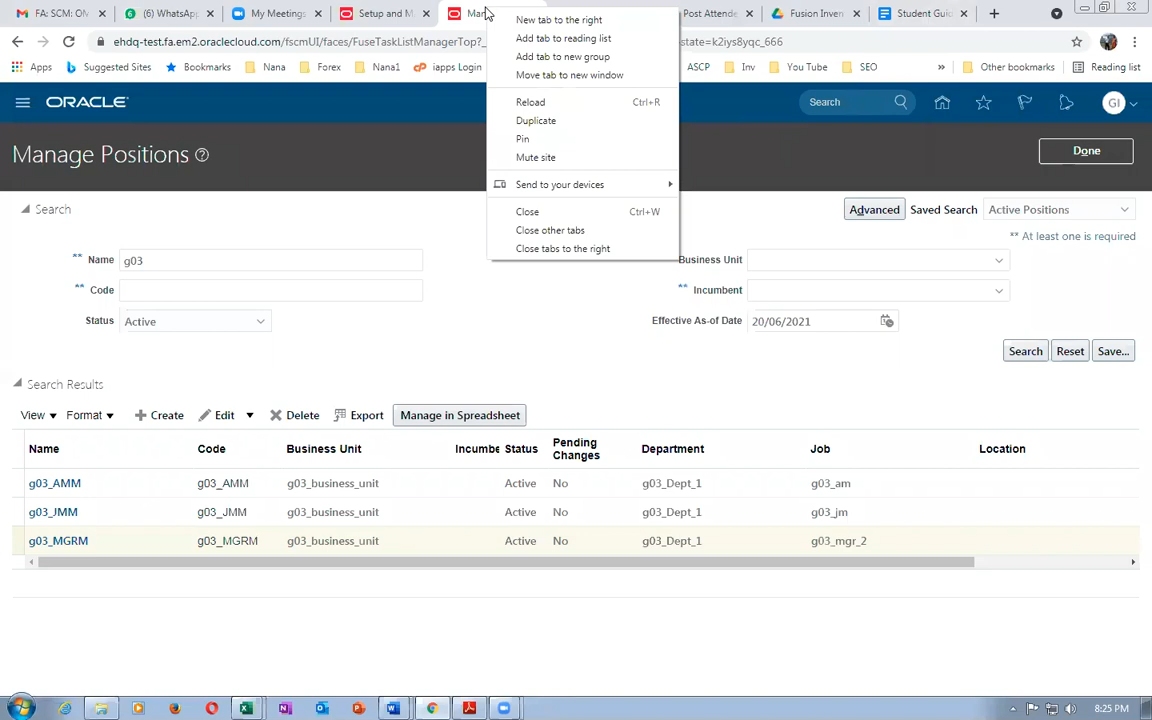 FA: SCM: OM
(6) WhatsApp
My Meetings
Setup and M
Man
Post Attende
Fusion Inven
Student Guid
ehdq-test.fa.em2.oraclecloud.com/fscmUI/faces/FuseTaskListManagerTop?_
state=k2iys8yqc_666
Apps
Suggested Sites
Bookmarks
Nana
Forex
Nana1
iapps Login
ASCP
Inv
You Tube
SEO
»
Other bookmarks
Reading list
New tab to the right
Add tab to reading list
Add tab to new group
Move tab to new window
Reload Ctrl+R
Duplicate
Pin
Mute site
Send to your devices
Close Ctrl+W
Close other tabs
Close tabs to the right
ORACLE
Search
GI
Manage Positions ?
Done
Search
Advanced Saved Search Active Positions
** At least one is required
** Name g03
Business Unit
** Code
** Incumbent
Status Active
Effective As-of Date 20/06/2021
Search Reset Save...
Search Results
View Format Create Edit Delete Export Manage in Spreadsheet
Name Code Business Unit Incumbe Status Pending Changes Department Job Location
g03_AMM g03_AMM g03_business_unit Active No g03_Dept_1 g03_am
g03_JMM g03_JMM g03_business_unit Active No g03_Dept_1 g03_jm
g03_MGRM g03_MGRM g03_business_unit Active No g03_Dept_1 g03_mgr_2
8:25 PM